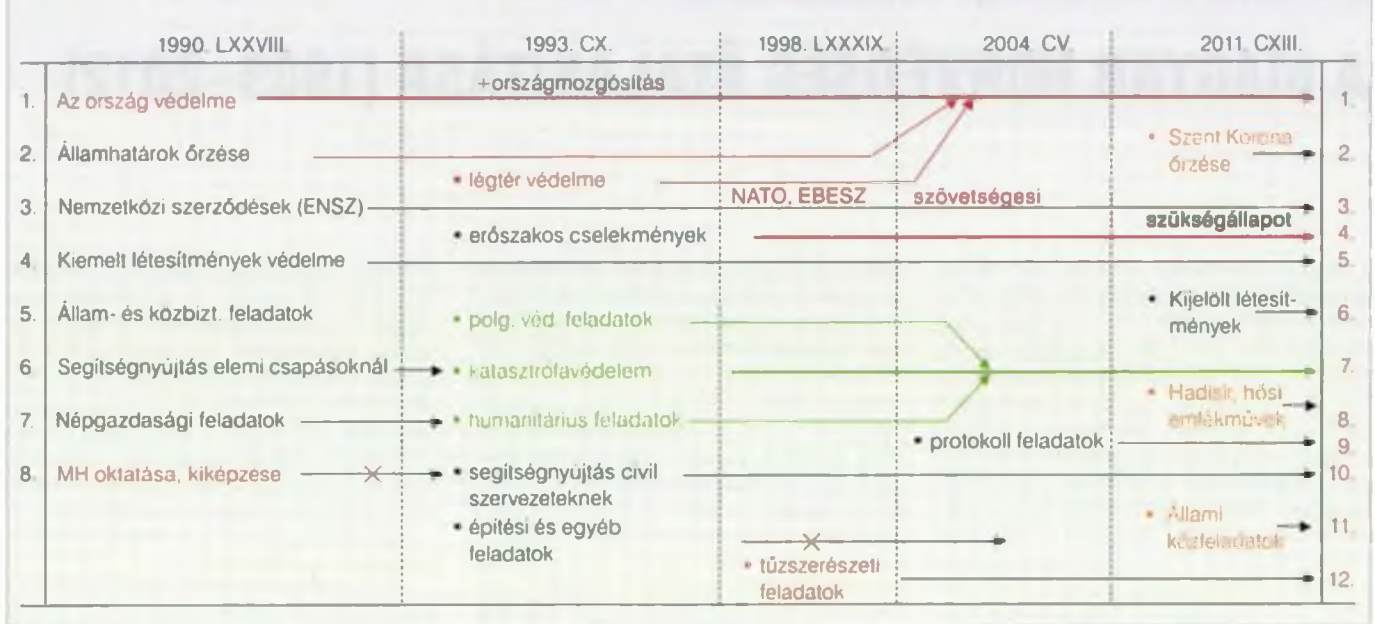 1990. LXXVIII.
1993. CX.
1998. LXXXIX.
2004. CV.
2011. CXIII.
+országmozgósítás
1. Az ország védelme
1.
2. Államhatárok őrzése
• Szent Korona
őrzése
2.
• légtér védelme
NATO, EBESZ
szövetségesi
3. Nemzetközi szerződések (ENSZ)
3.
szükségállapot
• erőszakos cselekmények
4.
4. Kiemelt létesítmények védelme
5.
5. Állam- és közbizt. feladatok
• polg. véd. feladatok
• Kijelölt létesít-
mények
6.
6. Segítségnyújtás elemi csapásoknál
• katasztrófavédelem
7.
7. Népgazdasági feladatok
• humanitárius feladatok
• Hadisír, hősi
emlékművek
8.
• protokoll feladatok
9.
8. MH oktatása, kiképzése
• segítségnyújtás civil
szervezeteknek
10.
• építési és egyéb
feladatok
• Állami
közfeladatok
11.
• tűzszerészeti
feladatok
12.